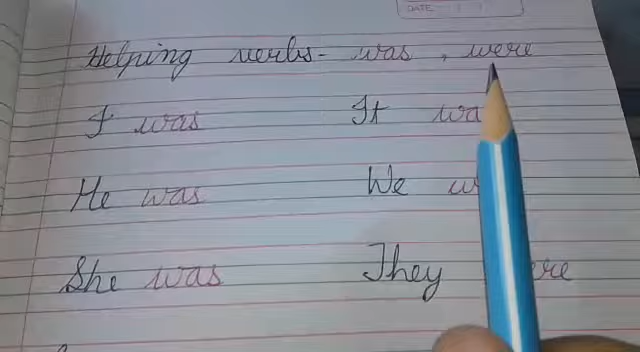 DATE
Helping verbs - was, were
I was It
He was We
She was They